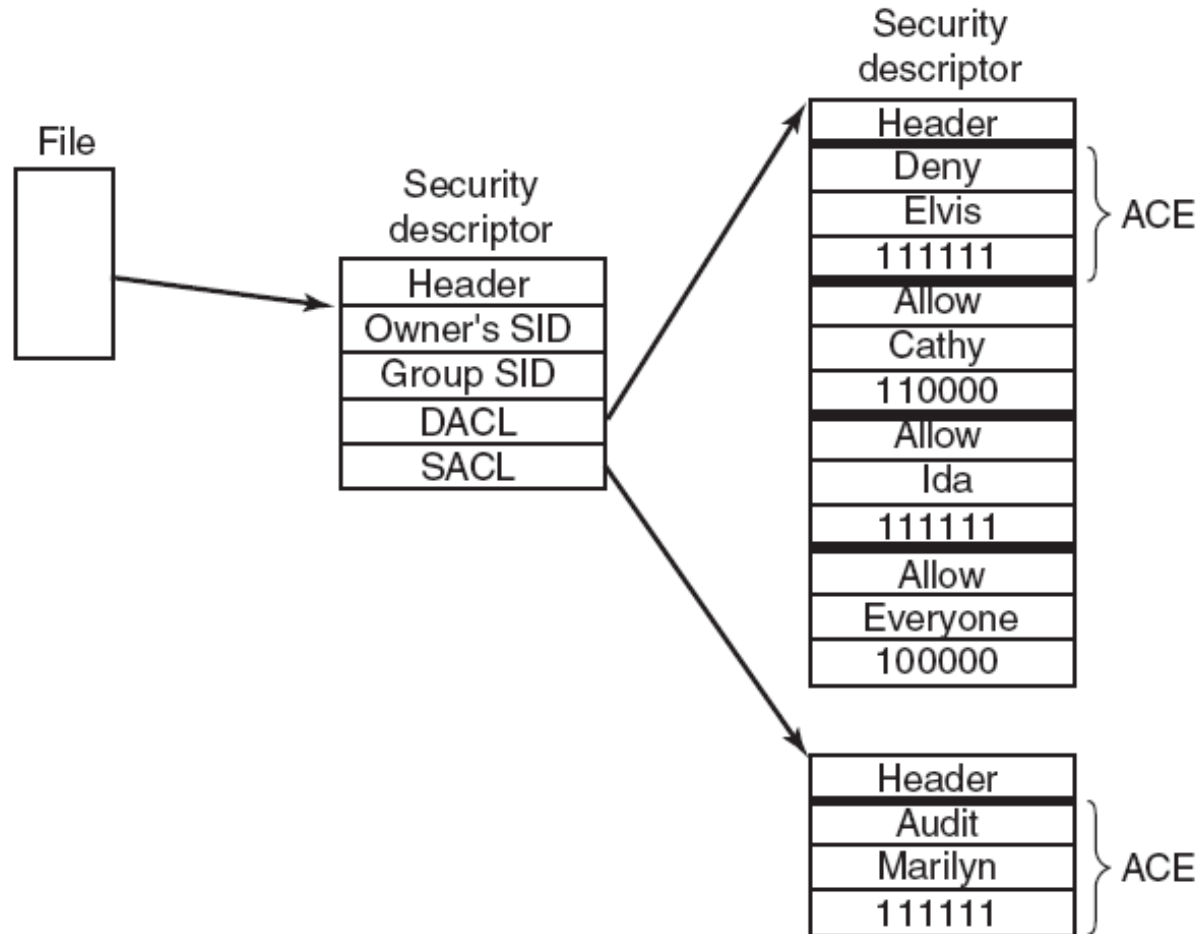 File
Security
descriptor
Header
Owner's SID
Group SID
DACL
SACL
Security
descriptor
Header
Deny
Elvis
111111
ACE
Allow
Cathy
110000
Allow
Ida
111111
Allow
Everyone
100000
Header
Audit
Marilyn
111111
ACE